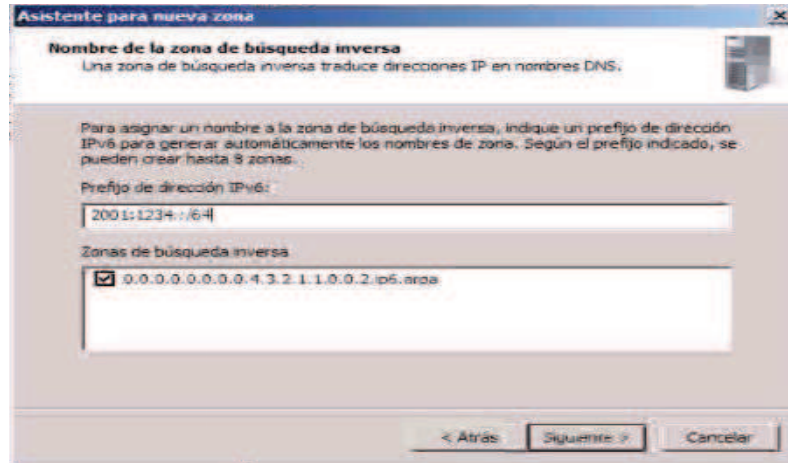 Asistente para nueva zona
Nombre de la zona de búsqueda inversa
Una zona de búsqueda inversa traduce direcciones IP en nombres DNS.
Para asignar un nombre a la zona de búsqueda inversa, indique un prefijo de dirección
IPv6 para generar automáticamente los nombres de zona. Según el prefijo indicado, se
pueden crear hasta 8 zonas.
Prefijo de dirección IPv6:
2001:1234::/64
Zonas de búsqueda inversa
0.0.0.0.0.0.0.0.4.3.2.1.1.0.0.2.ip6.arpa
< Atrás
Siguiente >
Cancelar